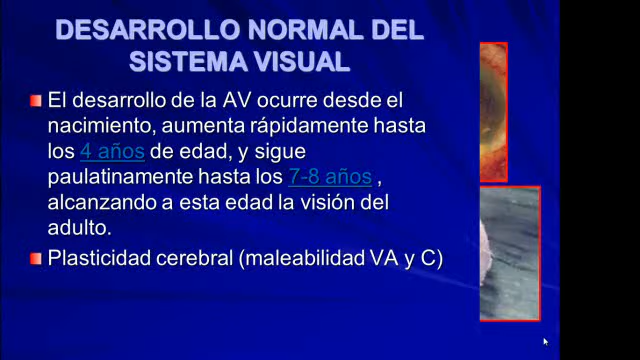 DESARROLLO NORMAL DEL
SISTEMA VISUAL
El desarrollo de la AV ocurre desde el
nacimiento, aumenta rápidamente hasta
los 4 años de edad, y sigue
paulatinamente hasta los 7-8 años ,
alcanzando a esta edad la visión del
adulto.
Plasticidad cerebral (maleabilidad VA y C)